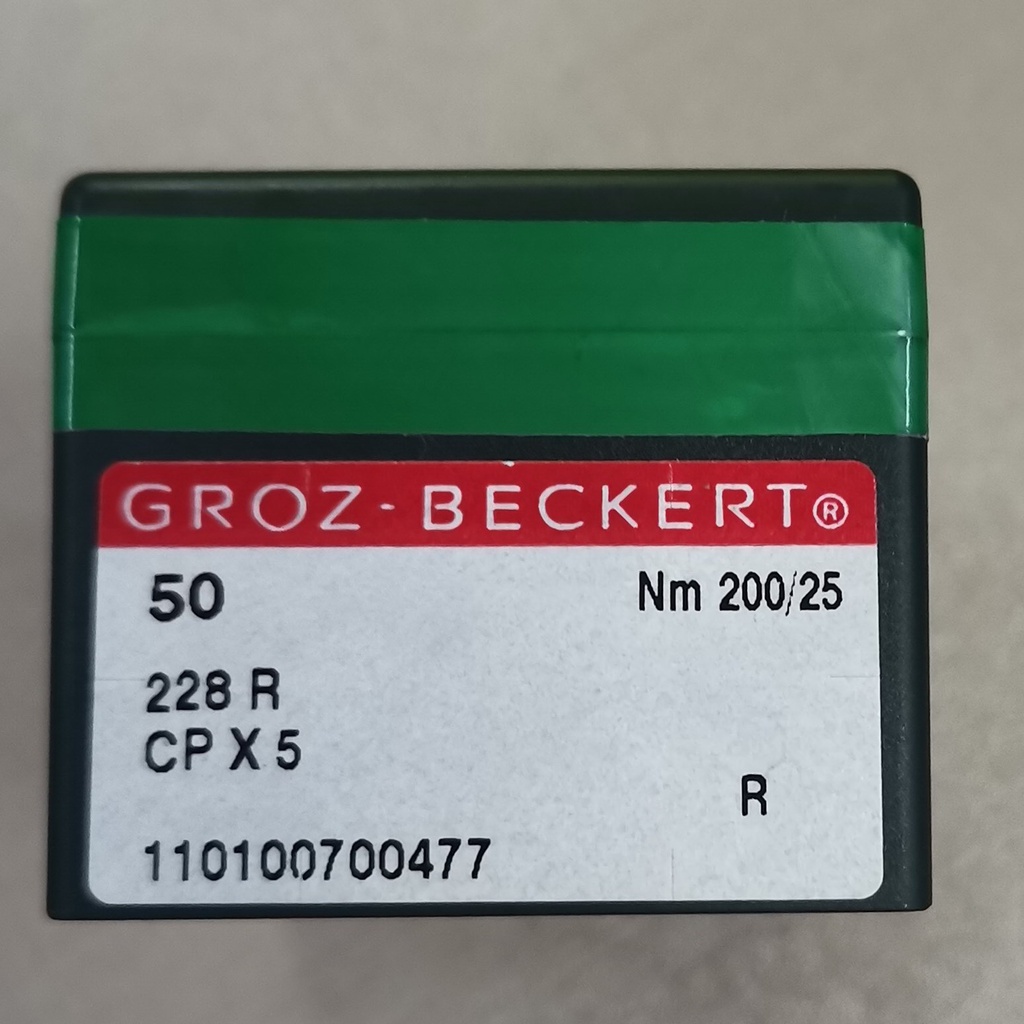 GROZ-BECKERT®
50 Nm 200/25
228 R
CP X 5
R
110100700477